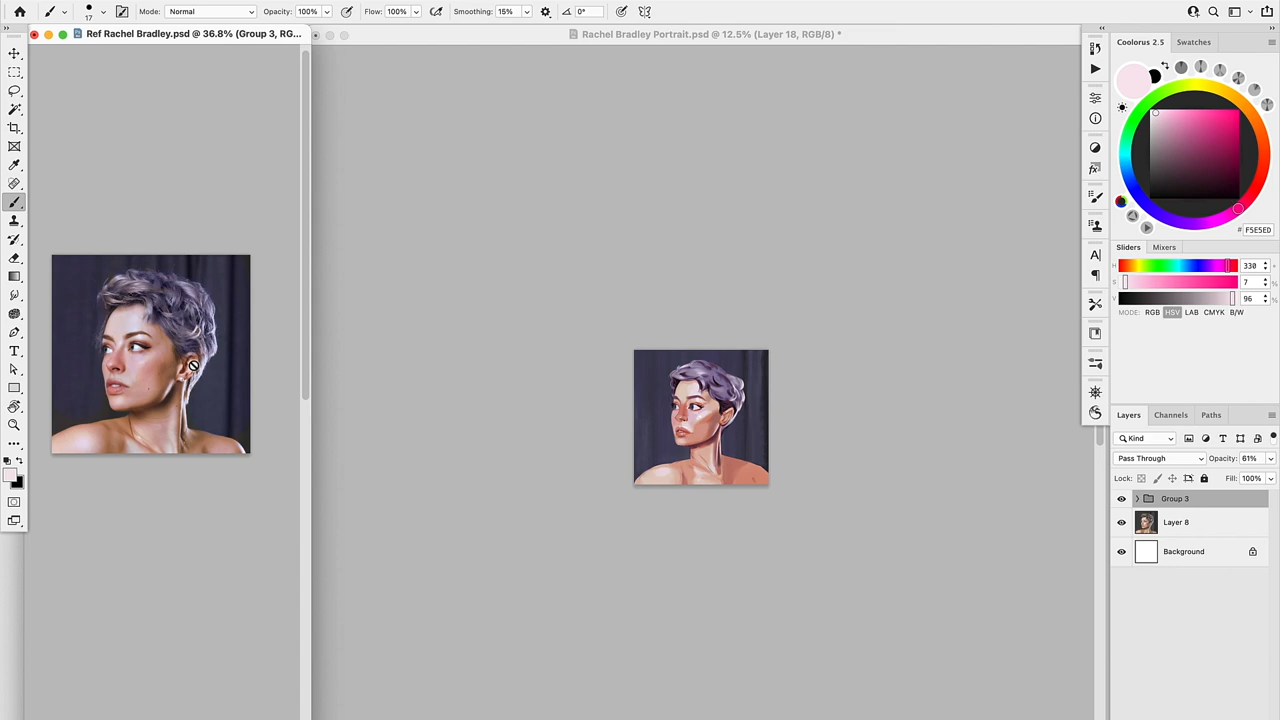 17
Mode: Normal
Opacity: 100%
Flow: 100%
Smoothing: 15%
0°
Ref Rachel Bradley.psd @ 36.8% (Group 3, RG...
Rachel Bradley Portrait.psd @ 12.5% (Layer 18, RGB/8) *
Coolorus 2.5
Swatches
# F5E5ED
Sliders
Mixers
H 330 °
S 7 %
V 96 %
MODE: RGB HSV LAB CMYK B/W
Layers
Channels
Paths
Kind
Pass Through
Opacity: 61%
Lock:
Fill: 100%
Group 3
Layer 8
Background